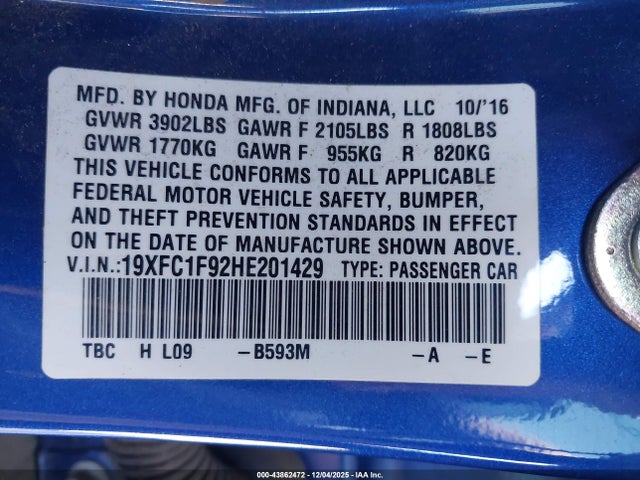 MFD. BY HONDA MFG. OF INDIANA, LLC 10/'16
GVWR 3902LBS GAWR F 2105LBS R 1808LBS
GVWR 1770KG GAWR F 955KG R 820KG
THIS VEHICLE CONFORMS TO ALL APPLICABLE
FEDERAL MOTOR VEHICLE SAFETY, BUMPER,
AND THEFT PREVENTION STANDARDS IN EFFECT
ON THE DATE OF MANUFACTURE SHOWN ABOVE.
V.I.N.:19XFC1F92HE201429 TYPE: PASSENGER CAR
TBC H L09 -B593M -A -E
00-43862472 - 12/04/2025 - IAA Inc.